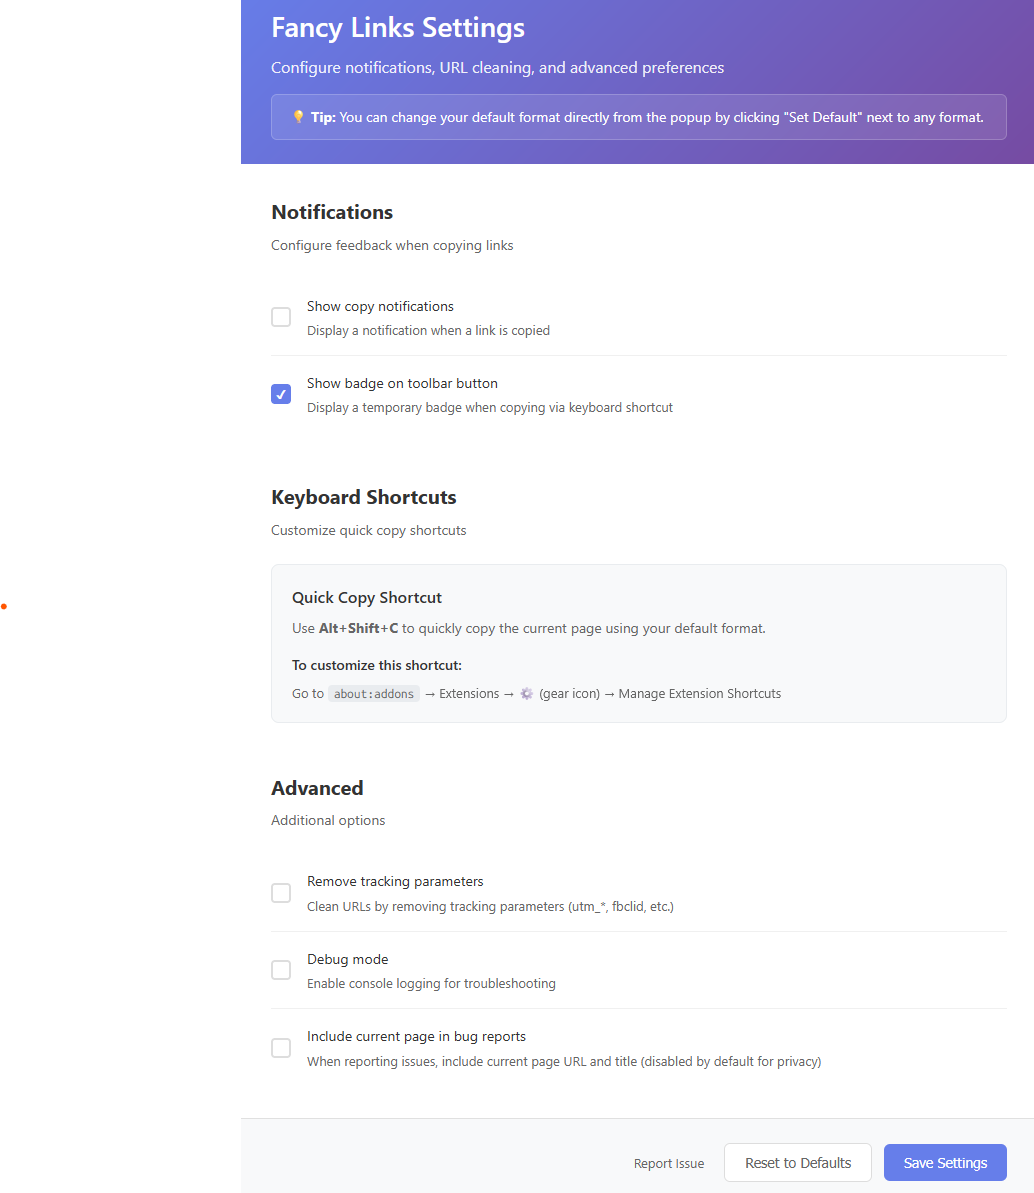 Fancy Links Settings
Configure notifications, URL cleaning, and advanced preferences
💡 Tip: You can change your default format directly from the popup by clicking "Set Default" next to any format.
Notifications
Configure feedback when copying links
Show copy notifications
Display a notification when a link is copied
Show badge on toolbar button
Display a temporary badge when copying via keyboard shortcut
Keyboard Shortcuts
Customize quick copy shortcuts
Quick Copy Shortcut
Use Alt+Shift+C to quickly copy the current page using your default format.
To customize this shortcut:
Go to about:addons → Extensions → ⚙️ (gear icon) → Manage Extension Shortcuts
Advanced
Additional options
Remove tracking parameters
Clean URLs by removing tracking parameters (utm_*, fbclid, etc.)
Debug mode
Enable console logging for troubleshooting
Include current page in bug reports
When reporting issues, include current page URL and title (disabled by default for privacy)
Report Issue
Reset to Defaults
Save Settings